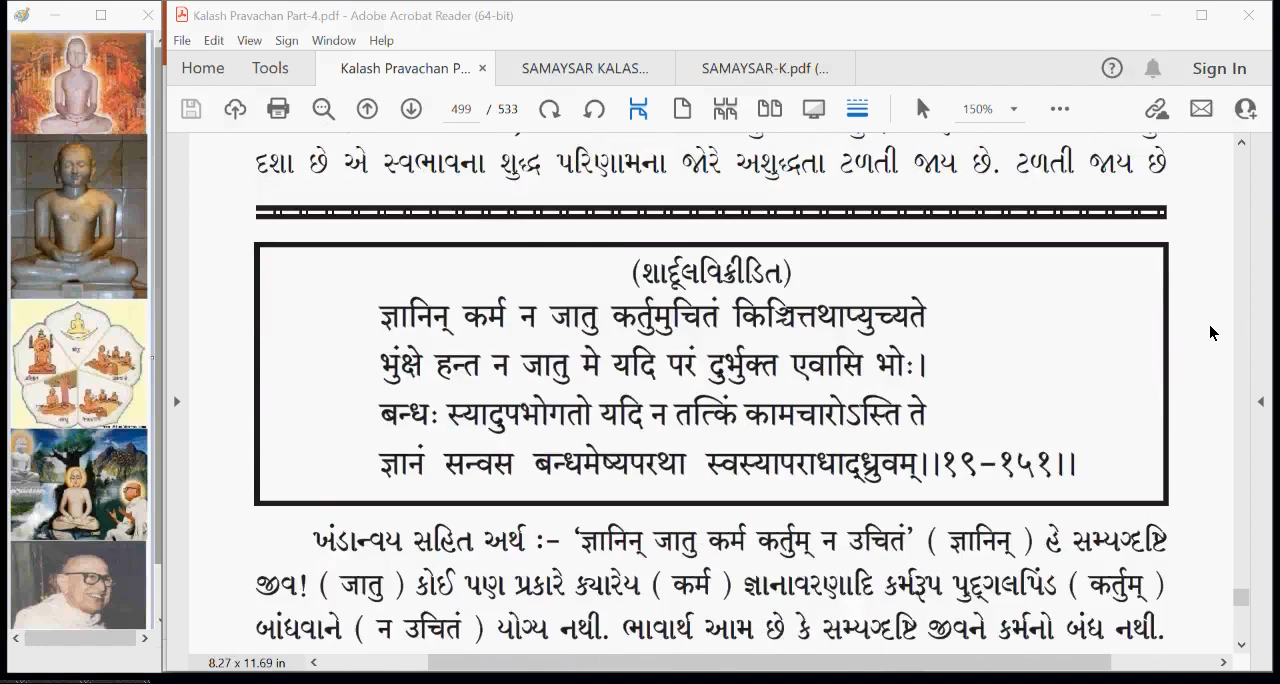 Kalash Pravachan Part-4.pdf - Adobe Acrobat Reader (64-bit)
File Edit View Sign Window Help
Home Tools Kalash Pravachan P... × SAMAYSAR KALAS... SAMAYSAR-K.pdf (... Sign In
499 / 533 150%
દશા છે એ સ્વભાવના શુદ્ધ પરિણામના જોરે અશુદ્ધતા ટળતી જાય છે. ટળતી જાય છે
(શાર્દૂલવિક્રીડિત)
ज्ञानिन् कर्म न जातु कर्तुमुचितं किञ्चित्तथाप्युच्यते
भुंक्षे हन्त न जातु मे यदि परं दुर्भुक्त एवासि भोः।
बन्धः स्यादुपभोगतो यदि न तत्किं कामचारोऽस्ति ते
ज्ञानं सन्वस बन्धमेष्यपरथा स्वस्यापराधाद्ध्रुवम्।।१९-१५१।।
ખંડાન્વય સહિત અર્થ :- ‘ज्ञानिन् जातु कर्म कर्तुम् न उचितं’ ( ज्ञानिन् ) હે સમ્યગ્દષ્ટિ
જીવ! ( जातु ) કોઈ પણ પ્રકારે ક્યારેય ( कर्म ) જ્ઞાનાવરણાદિ કર્મરૂપ પુદ્ગલપિંડ ( कर्तुम् )
બાંધવાને ( न उचितं ) યોગ્ય નથી. ભાવાર્થ આમ છે કે સમ્યગ્દષ્ટિ જીવને કર્મનો બંધ નથી.
8.27 x 11.69 in